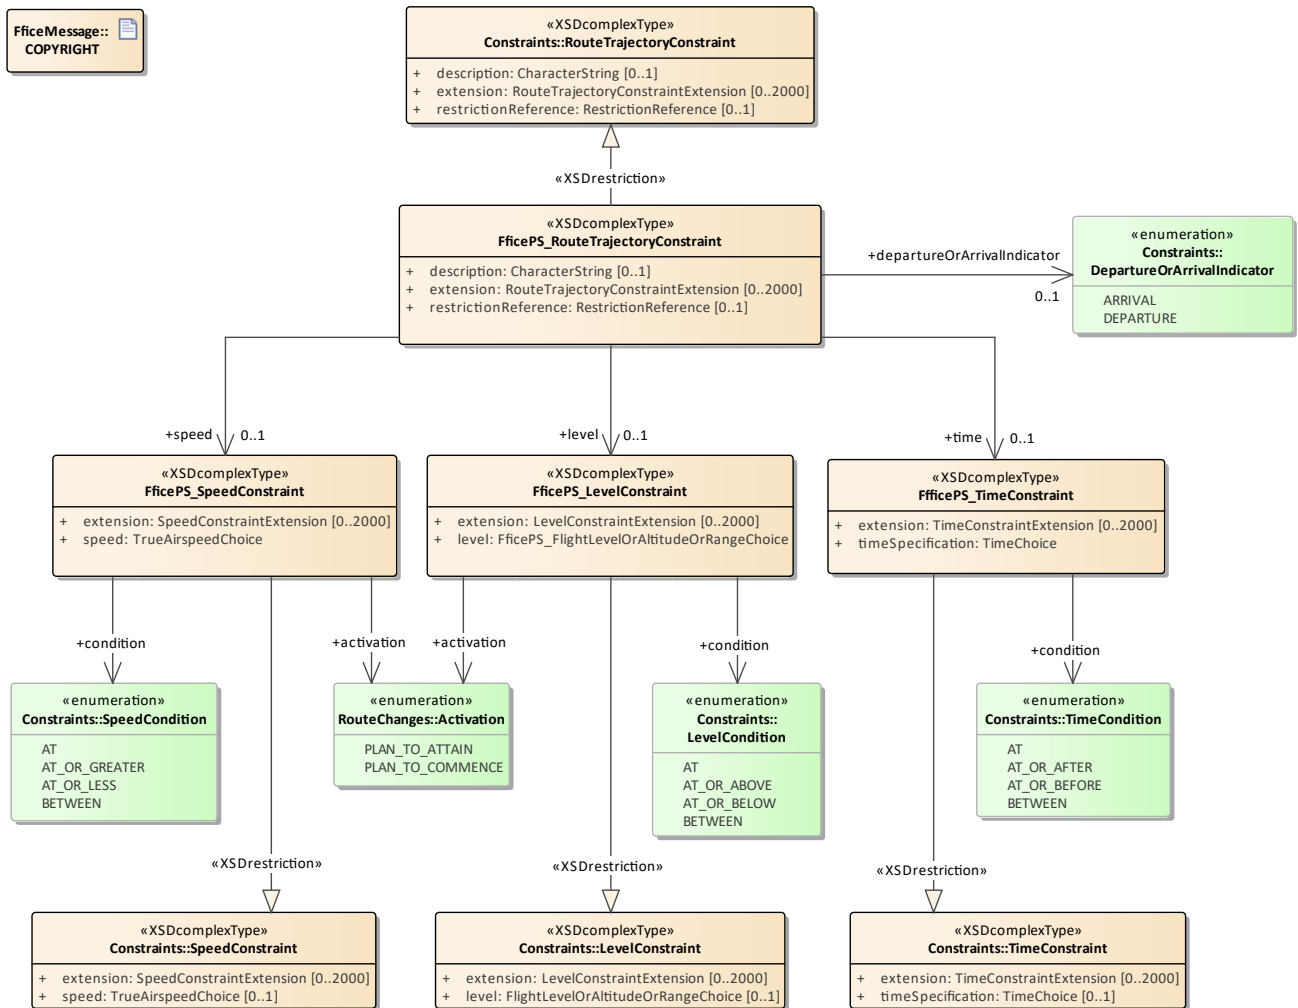 FficeMessage::
COPYRIGHT
«XSDcomplexType»
Constraints::RouteTrajectoryConstraint
+ description: CharacterString [0..1]
+ extension: RouteTrajectoryConstraintExtension [0..2000]
+ restrictionReference: RestrictionReference [0..1]
«XSDrestriction»
«XSDcomplexType»
FficePS_RouteTrajectoryConstraint
+ description: CharacterString [0..1]
+ extension: RouteTrajectoryConstraintExtension [0..2000]
+ restrictionReference: RestrictionReference [0..1]
+departureOrArrivalIndicator
0..1
«enumeration»
Constraints::
DepartureOrArrivalIndicator
ARRIVAL
DEPARTURE
+speed 0..1
+level 0..1
+time 0..1
«XSDcomplexType»
FficePS_SpeedConstraint
+ extension: SpeedConstraintExtension [0..2000]
+ speed: TrueAirspeedChoice
«XSDcomplexType»
FficePS_LevelConstraint
+ extension: LevelConstraintExtension [0..2000]
+ level: FficePS_FlightLevelOrAltitudeOrRangeChoice
«XSDcomplexType»
FfficePS_TimeConstraint
+ extension: TimeConstraintExtension [0..2000]
+ timeSpecification: TimeChoice
+condition
+activation
+activation
+condition
+condition
«enumeration»
Constraints::SpeedCondition
AT
AT_OR_GREATER
AT_OR_LESS
BETWEEN
«enumeration»
RouteChanges::Activation
PLAN_TO_ATTAIN
PLAN_TO_COMMENCE
«enumeration»
Constraints::
LevelCondition
AT
AT_OR_ABOVE
AT_OR_BELOW
BETWEEN
«enumeration»
Constraints::TimeCondition
AT
AT_OR_AFTER
AT_OR_BEFORE
BETWEEN
«XSDrestriction»
«XSDrestriction»
«XSDrestriction»
«XSDcomplexType»
Constraints::SpeedConstraint
+ extension: SpeedConstraintExtension [0..2000]
+ speed: TrueAirspeedChoice [0..1]
«XSDcomplexType»
Constraints::LevelConstraint
+ extension: LevelConstraintExtension [0..2000]
+ level: FlightLevelOrAltitudeOrRangeChoice [0..1]
«XSDcomplexType»
Constraints::TimeConstraint
+ extension: TimeConstraintExtension [0..2000]
+ timeSpecification: TimeChoice [0..1]